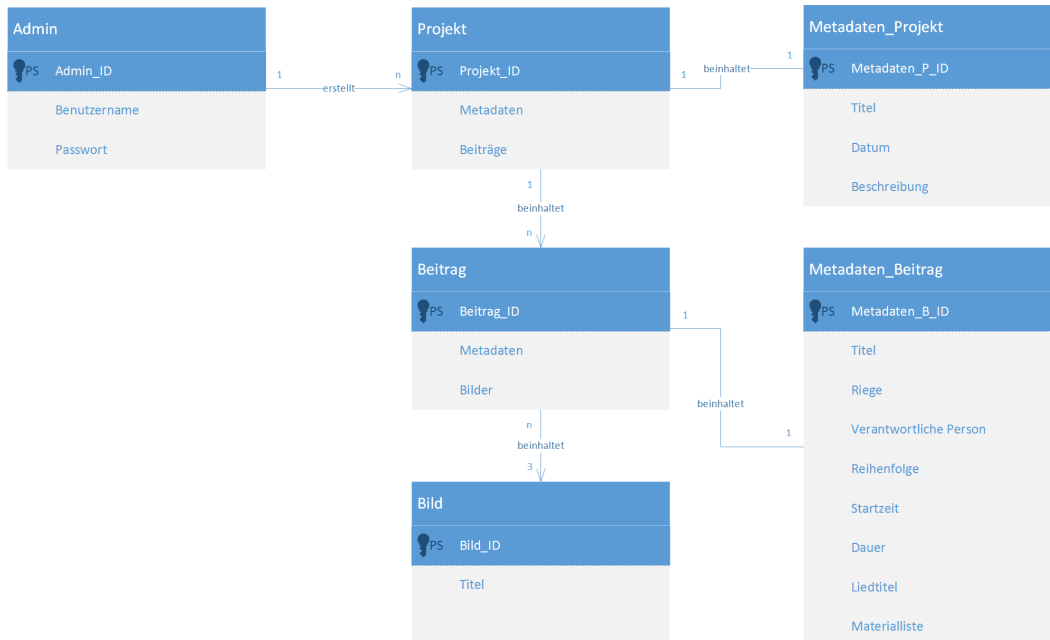 Admin
PS Admin_ID
Benutzername
Passwort
1
erstellt
n
Projekt
PS Projekt_ID
Metadaten
Beiträge
1
beinhaltet
1
Metadaten_Projekt
PS Metadaten_P_ID
Titel
Datum
Beschreibung
1
beinhaltet
n
Beitrag
PS Beitrag_ID
Metadaten
Bilder
1
beinhaltet
1
Metadaten_Beitrag
PS Metadaten_B_ID
Titel
Riege
Verantwortliche Person
Reihenfolge
Startzeit
Dauer
Liedtitel
Materialliste
n
beinhaltet
3
Bild
PS Bild_ID
Titel